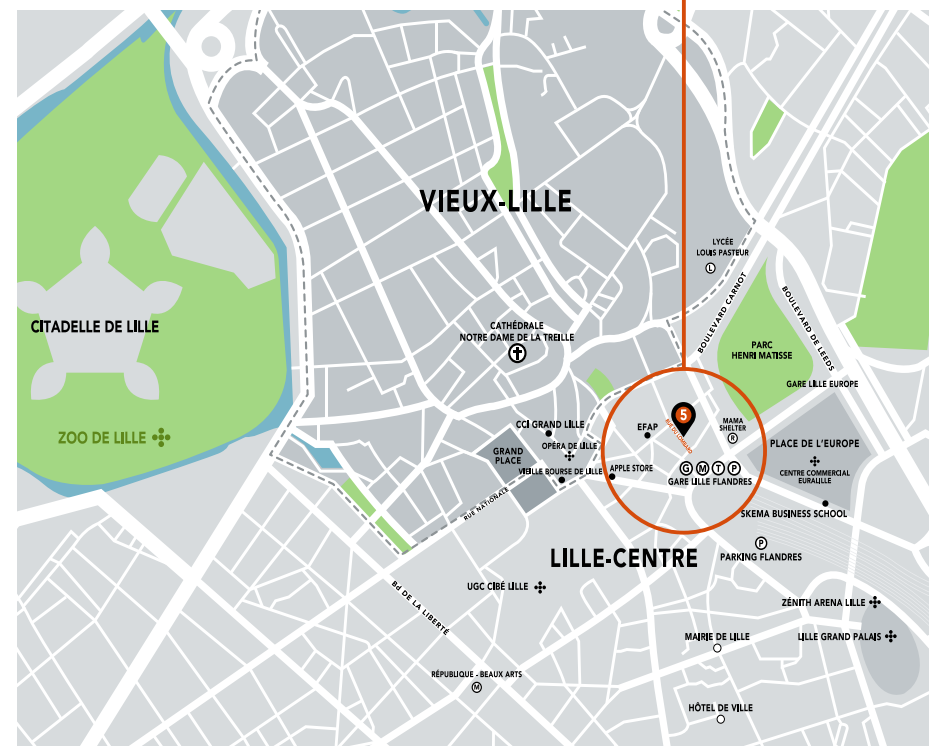 VIEUX-LILLE
LYCÉE
LOUIS PASTEUR
L
BOULEVARD CARNOT
BOULEVARD DE LEEDS
CITADELLE DE LILLE
CATHÉDRALE
NOTRE DAME DE LA TREILLE
PARC
HENRI MATISSE
GARE LILLE EUROPE
ZOO DE LILLE
CCI GRAND LILLE
OPÉRA DE LILLE
GRAND
PLACE
VIEILLE BOURSE DE LILLE
APPLE STORE
EFAP
5
MAMA
SHELTER
R
G M T P
GARE LILLE FLANDRES
PLACE DE L'EUROPE
CENTRE COMMERCIAL
EURALILLE
RUE NATIONALE
SKEMA BUSINESS SCHOOL
LILLE-CENTRE
P
PARKING FLANDRES
UGC CIBÉ LILLE
Bd DE LA LIBERTÉ
ZÉNITH ARENA LILLE
MAIRIE DE LILLE
LILLE GRAND PALAIS
RÉPUBLIQUE - BEAUX ARTS
M
HÔTEL DE VILLE